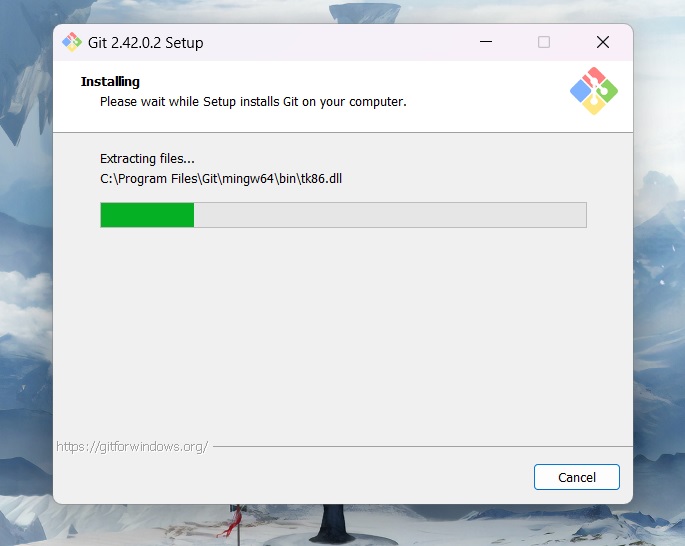 Git 2.42.0.2 Setup
Installing
Please wait while Setup installs Git on your computer.
Extracting files...
C:\Program Files\Git\mingw64\bin\tk86.dll
https://gitforwindows.org/
Cancel